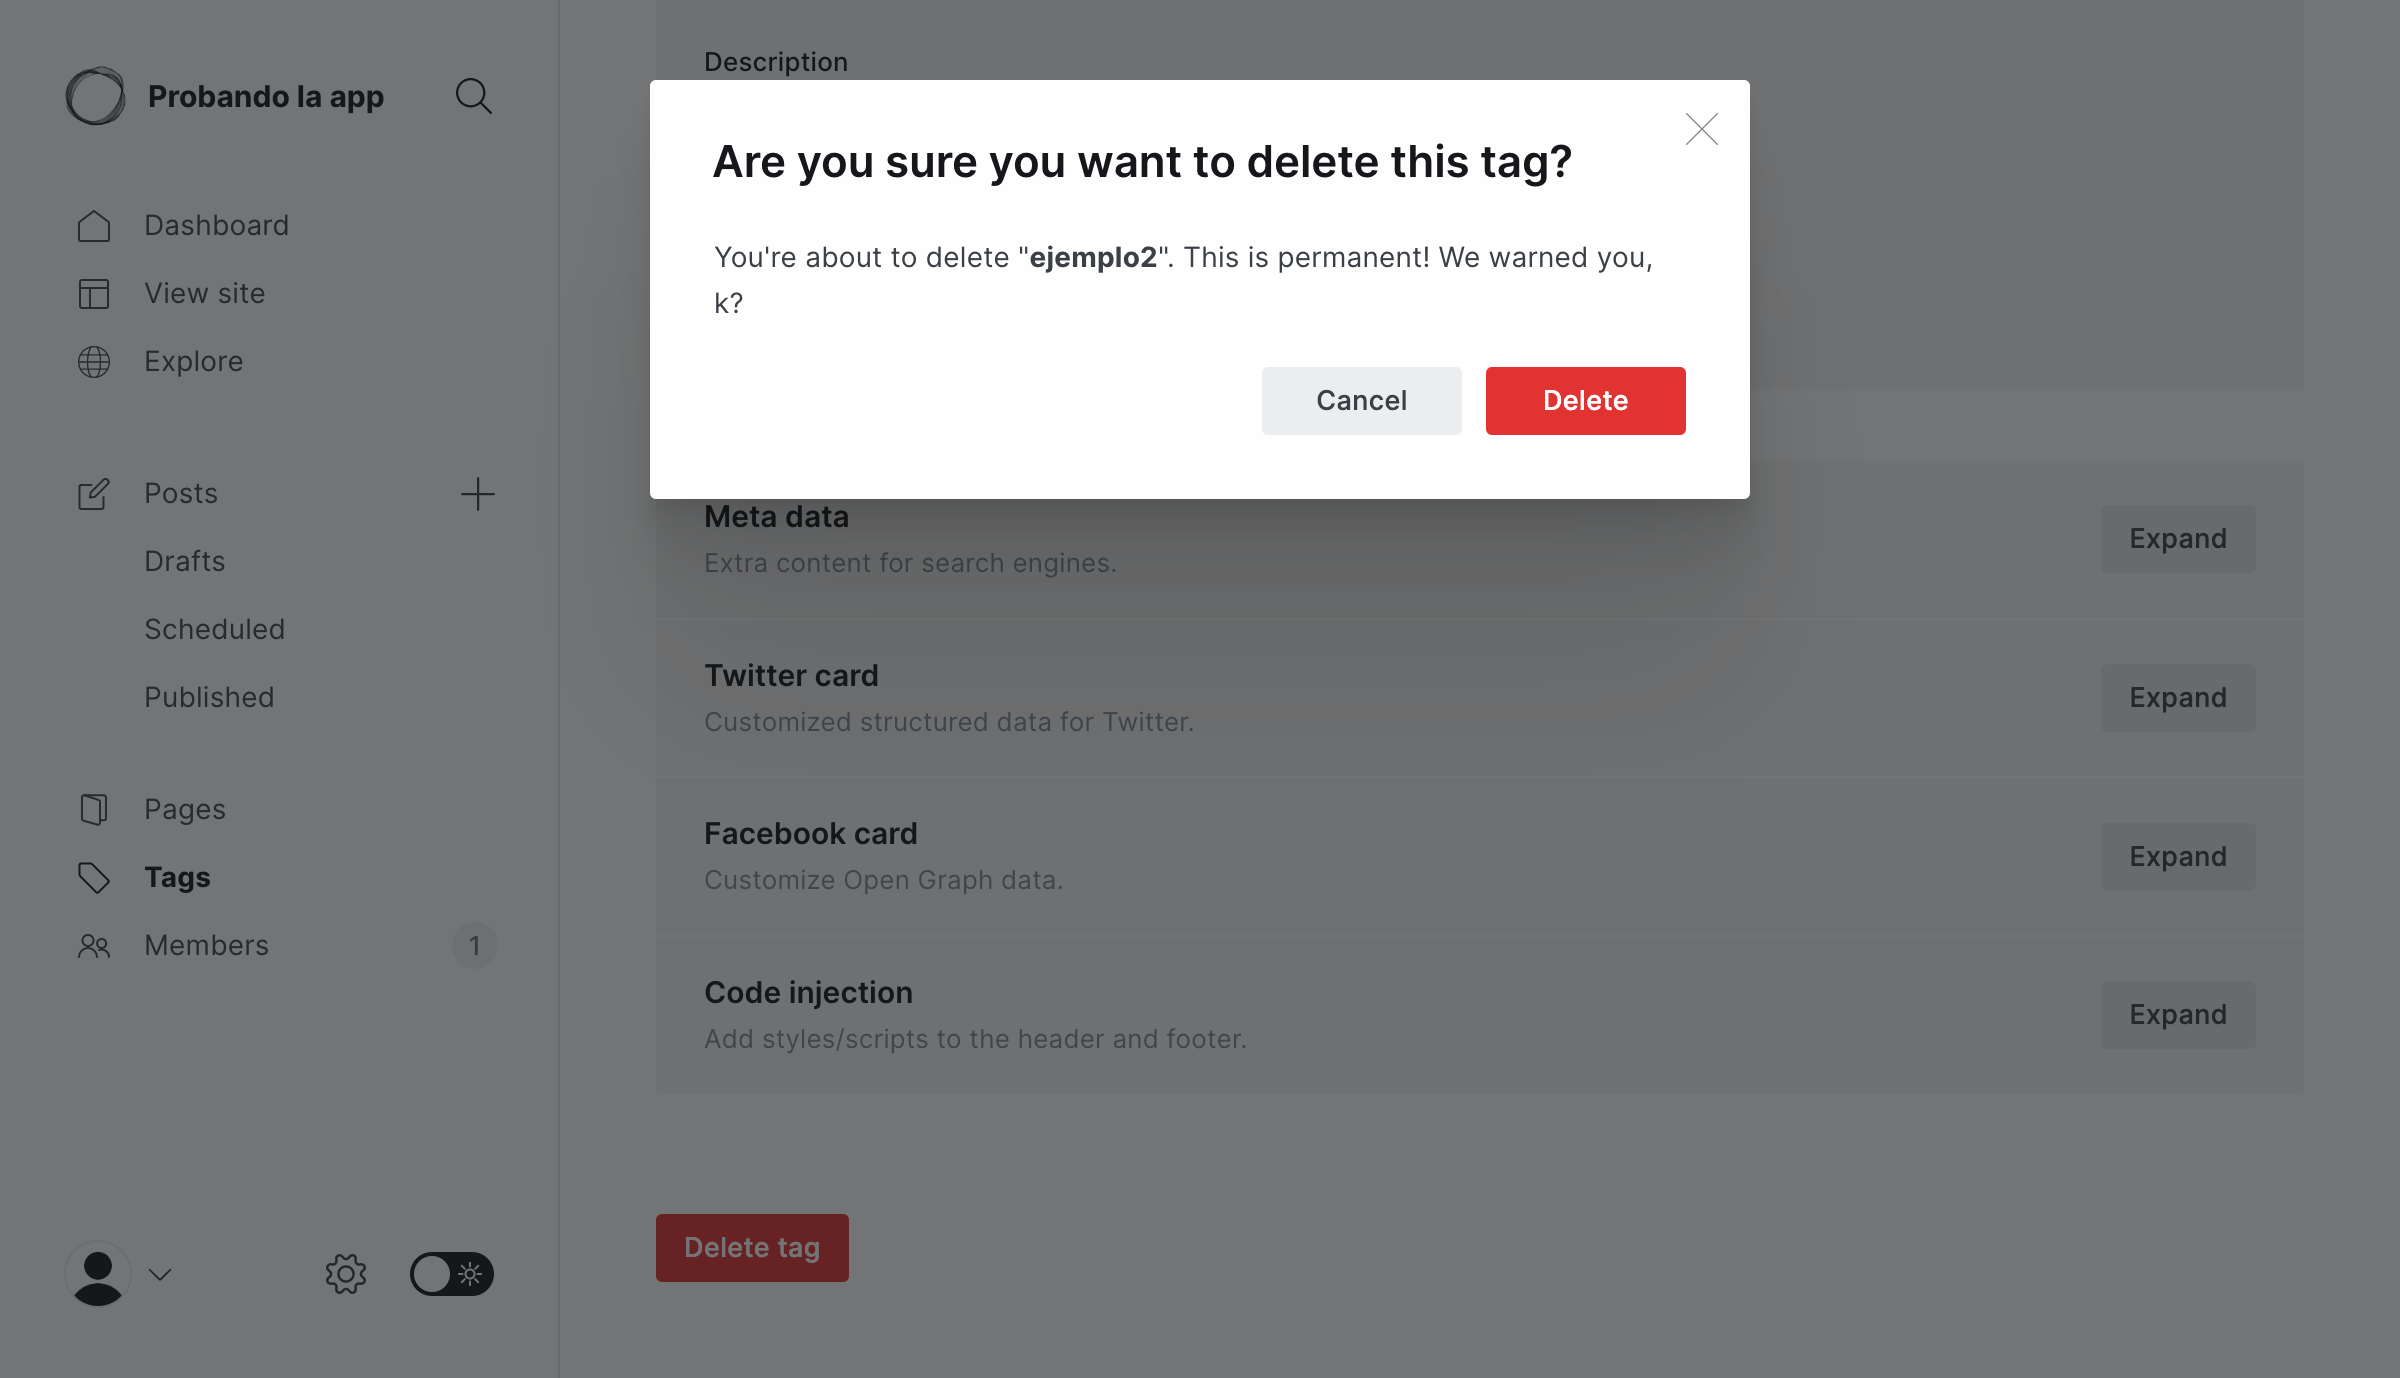 Probando la app
Dashboard
View site
Explore
Posts
Drafts
Scheduled
Published
Pages
Tags
Members
1
Description
Are you sure you want to delete this tag?
You're about to delete "ejemplo2". This is permanent! We warned you,
k?
Cancel
Delete
Meta data
Extra content for search engines.
Expand
Twitter card
Customized structured data for Twitter.
Expand
Facebook card
Customize Open Graph data.
Expand
Code injection
Add styles/scripts to the header and footer.
Expand
Delete tag